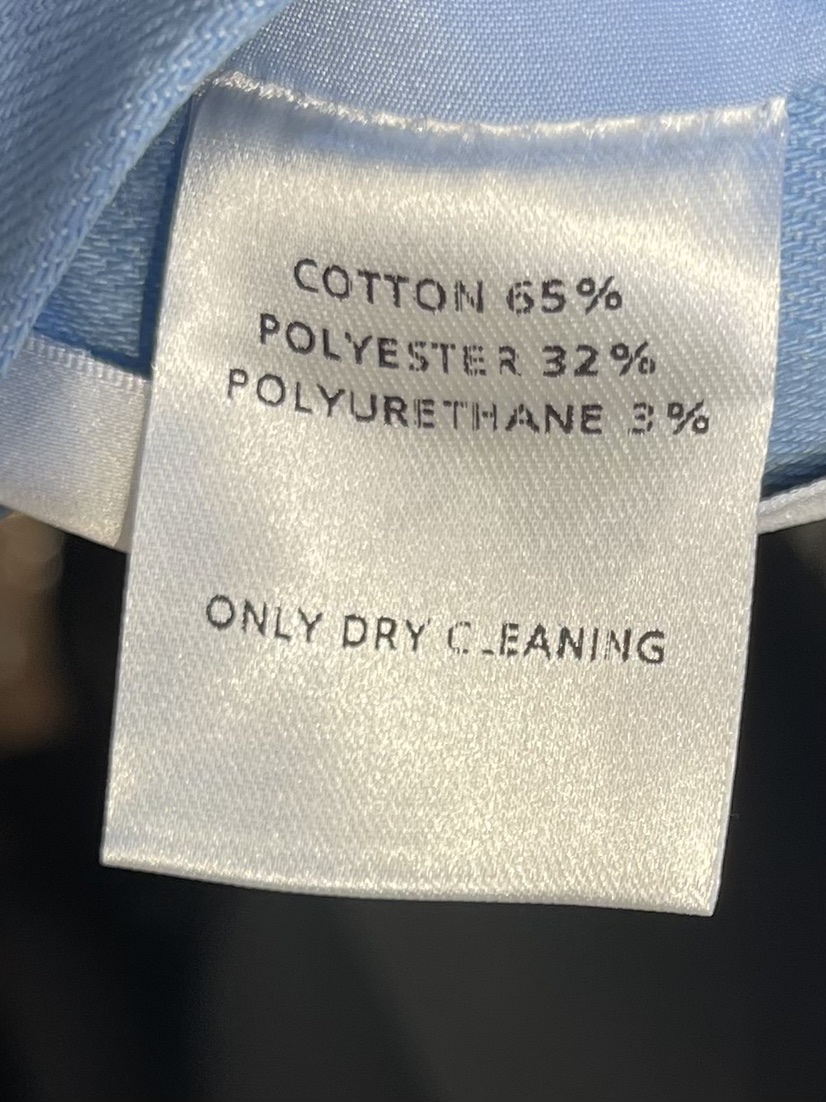 COTTON 65%
POLYESTER 32%
POLYURETHANE 3%
ONLY DRY CLEANING